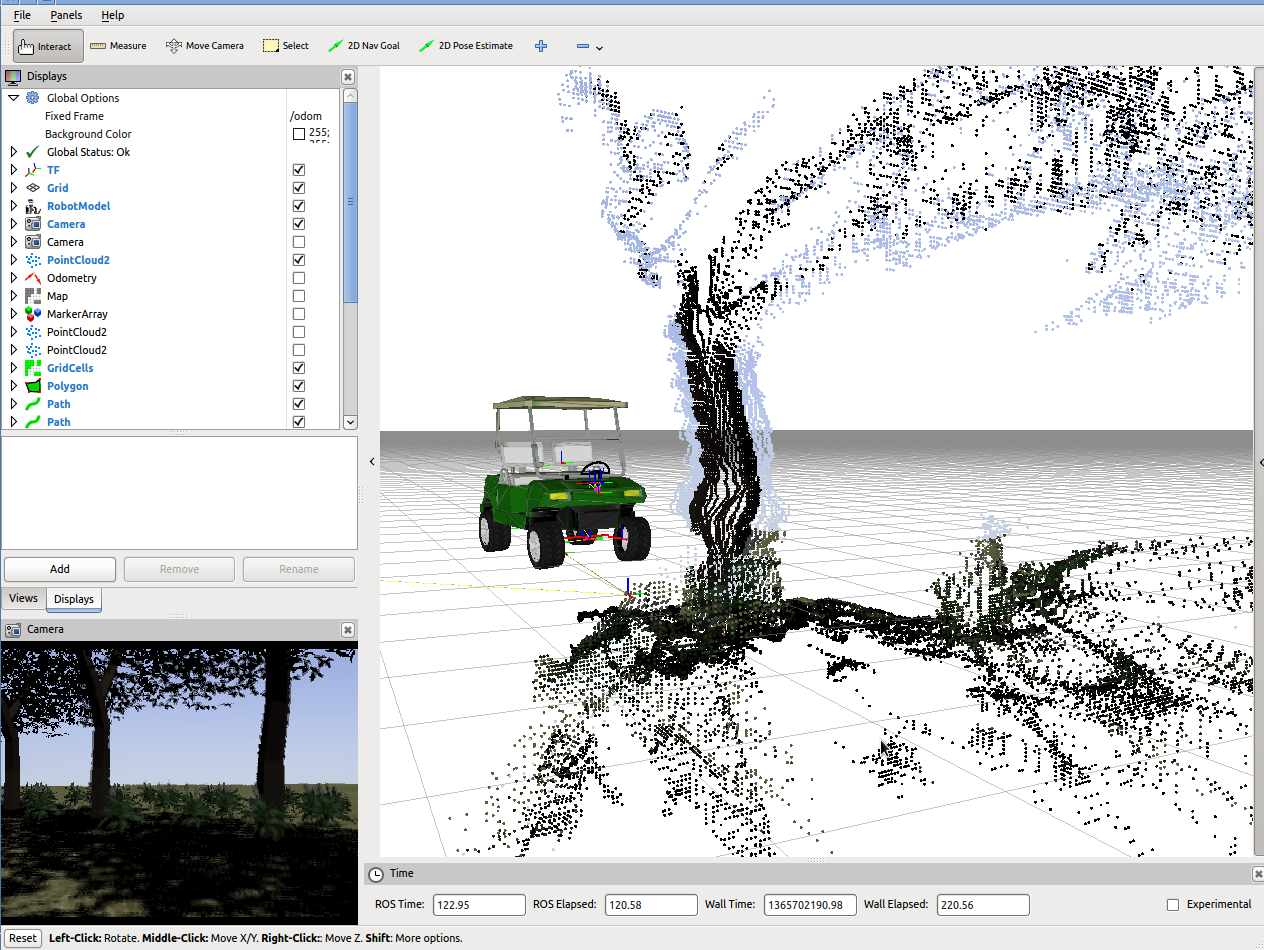 File Panels Help
Interact Measure Move Camera Select 2D Nav Goal 2D Pose Estimate
Displays
Global Options
Fixed Frame /odom
Background Color 255;
Global Status: Ok
TF
Grid
RobotModel
Camera
Camera
PointCloud2
Odometry
Map
MarkerArray
PointCloud2
PointCloud2
GridCells
Polygon
Path
Path
Add Remove Rename
Views Displays
Camera
Time
ROS Time: 122.95 ROS Elapsed: 120.58 Wall Time: 1365702190.98 Wall Elapsed: 220.56 Experimental
Reset Left-Click: Rotate. Middle-Click: Move X/Y. Right-Click:: Move Z. Shift: More options.